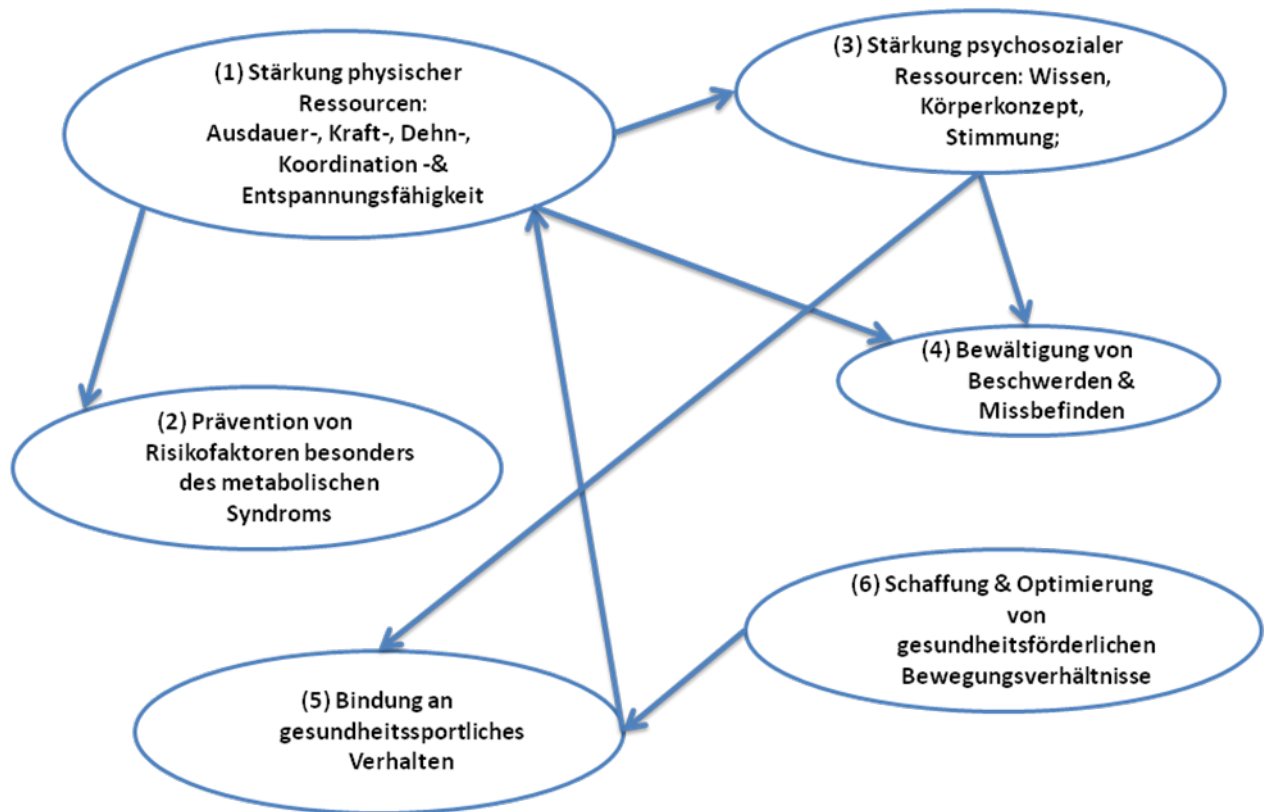 (1) Stärkung physischer
Ressourcen:
Ausdauer-, Kraft-, Dehn-,
Koordination -&
Entspannungsfähigkeit
(3) Stärkung psychosozialer
Ressourcen: Wissen,
Körperkonzept,
Stimmung;
(4) Bewältigung von
Beschwerden &
Missbefinden
(2) Prävention von
Risikofaktoren besonders
des metabolischen
Syndroms
(6) Schaffung & Optimierung
von
gesundheitsförderlichen
Bewegungsverhältnisse
(5) Bindung an
gesundheitssportliches
Verhalten